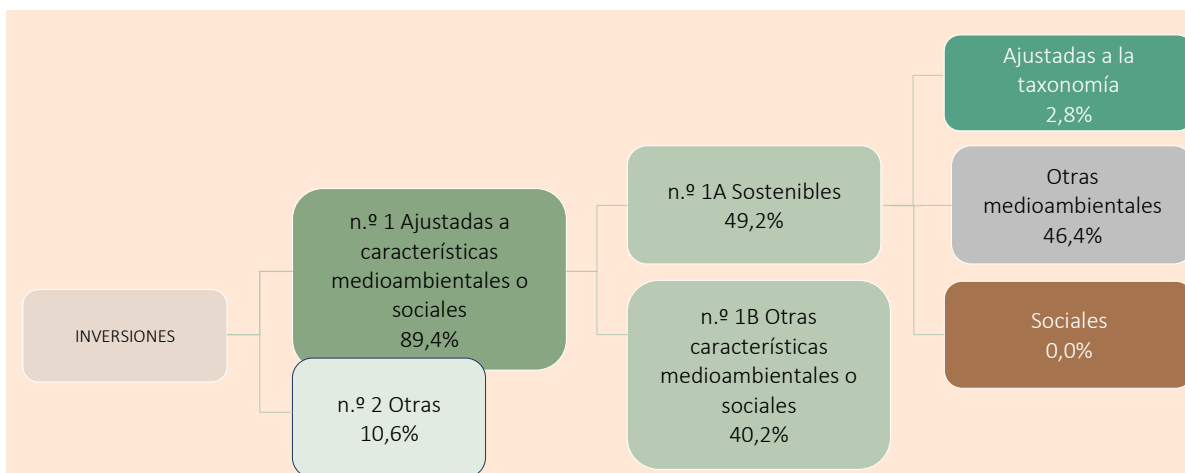 INVERSIONES
n.º 1 Ajustadas a
características
medioambientales o
sociales
89,4%
n.º 2 Otras
10,6%
n.º 1A Sostenibles
49,2%
n.º 1B Otras
características
medioambientales o
sociales
40,2%
Ajustadas a la
taxonomía
2,8%
Otras
medioambientales
46,4%
Sociales
0,0%